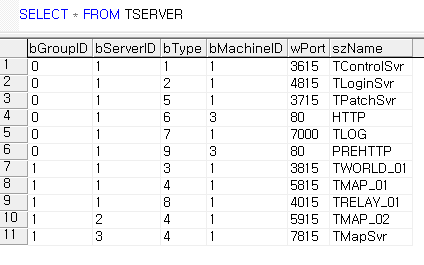 SELECT * FROM TSERVER
bGroupID bServerID bType bMachineID wPort szName
1 0 1 1 1 3615 TControlSvr
2 0 1 2 1 4815 TLoginSvr
3 0 1 5 1 3715 TPatchSvr
4 0 1 6 3 80 HTTP
5 0 1 7 1 7000 TLOG
6 0 1 9 3 80 PREHTTP
7 1 1 3 1 3815 TWORLD_01
8 1 1 4 1 5815 TMAP_01
9 1 1 8 1 4015 TRELAY_01
10 1 2 4 1 5915 TMAP_02
11 1 3 4 1 7815 TMapSvr